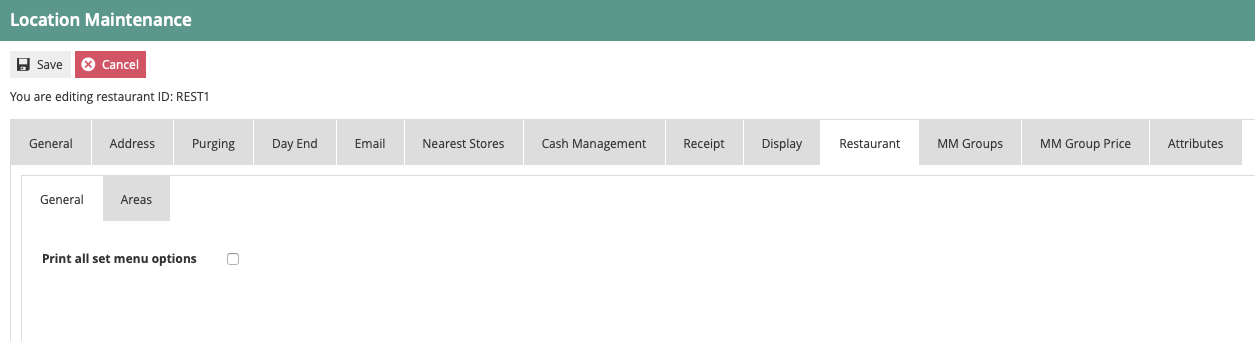 Location Maintenance
Save Cancel
You are editing restaurant ID: REST1
General Address Purging Day End Email Nearest Stores Cash Management Receipt Display Restaurant MM Groups MM Group Price Attributes
General Areas
Print all set menu options